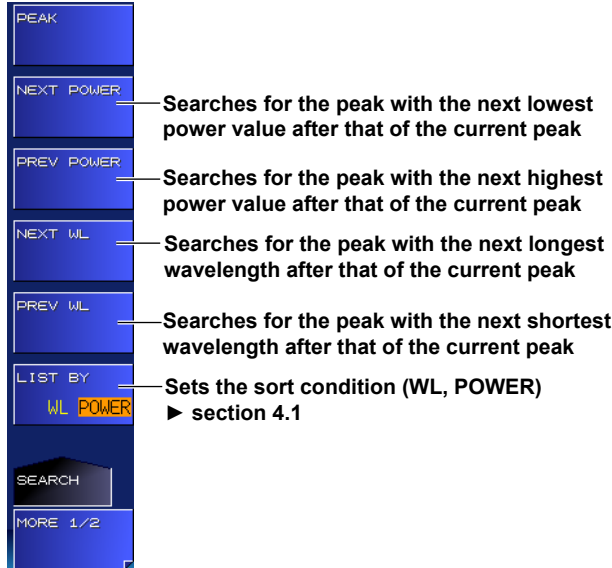 PEAK
NEXT POWER
Searches for the peak with the next lowest
power value after that of the current peak
PREV POWER
Searches for the peak with the next highest
power value after that of the current peak
NEXT WL
Searches for the peak with the next longest
wavelength after that of the current peak
PREV WL
Searches for the peak with the next shortest
wavelength after that of the current peak
LIST BY
WL POWER
Sets the sort condition (WL, POWER)
► section 4.1
SEARCH
MORE 1/2